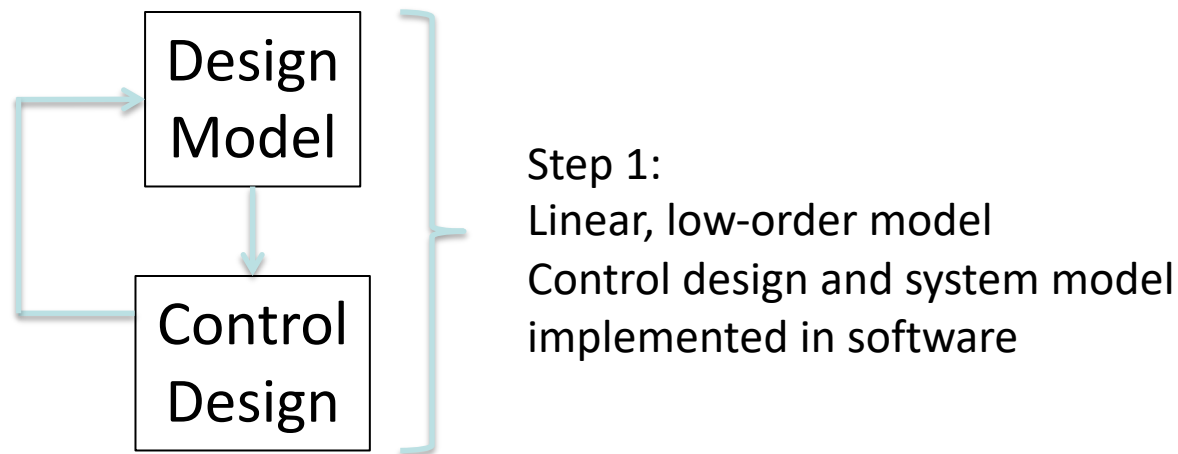 Design
Model
Control
Design
Step 1:
Linear, low-order model
Control design and system model
implemented in software